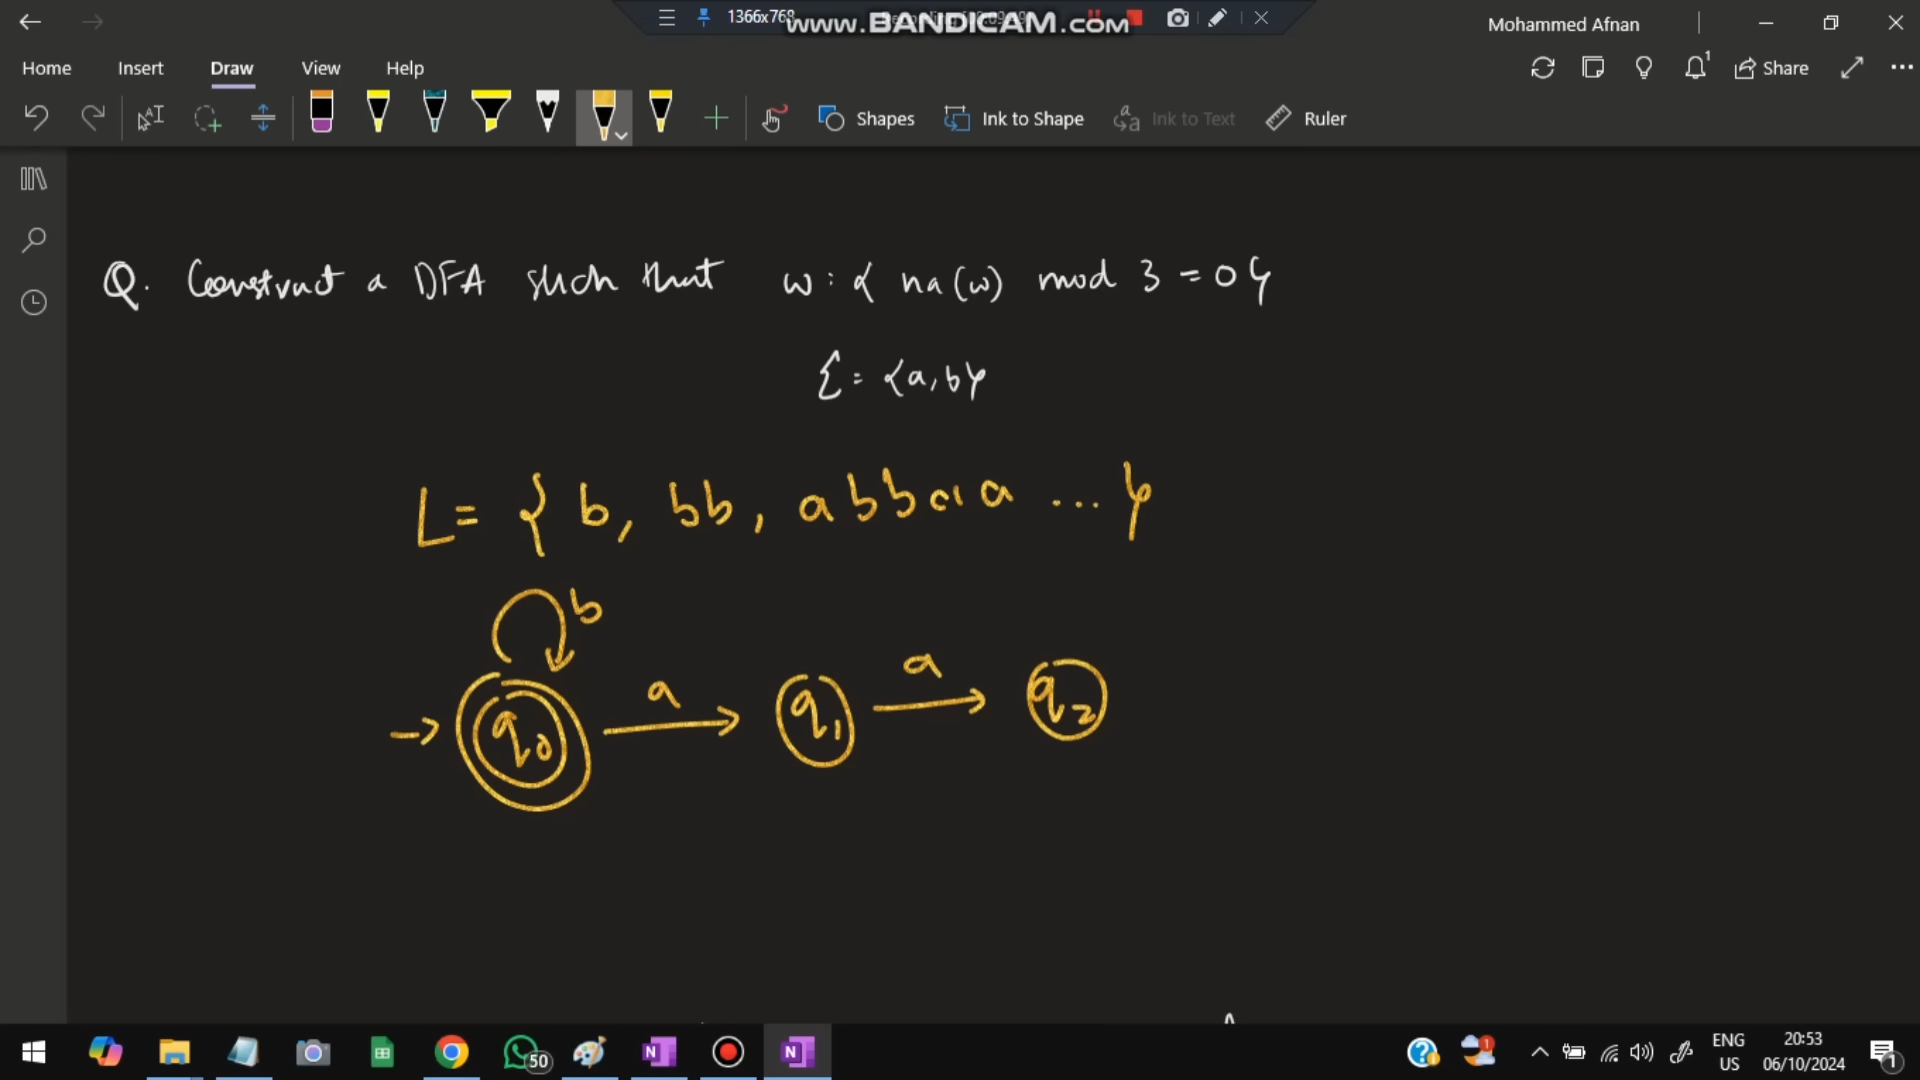 1366x768
www.BANDICAM.com
Mohammed Afnan
Home Insert Draw View Help
1
Share
Shapes Ink to Shape Ink to Text Ruler
Q. Construct a DFA such that w : { na(w) mod 3 = 0 }
Σ = {a, b}
L = { b, bb, abbaa ... }
b
a
a
→ q0 q1 q2
50
ENG
US
20:53
06/10/2024
1